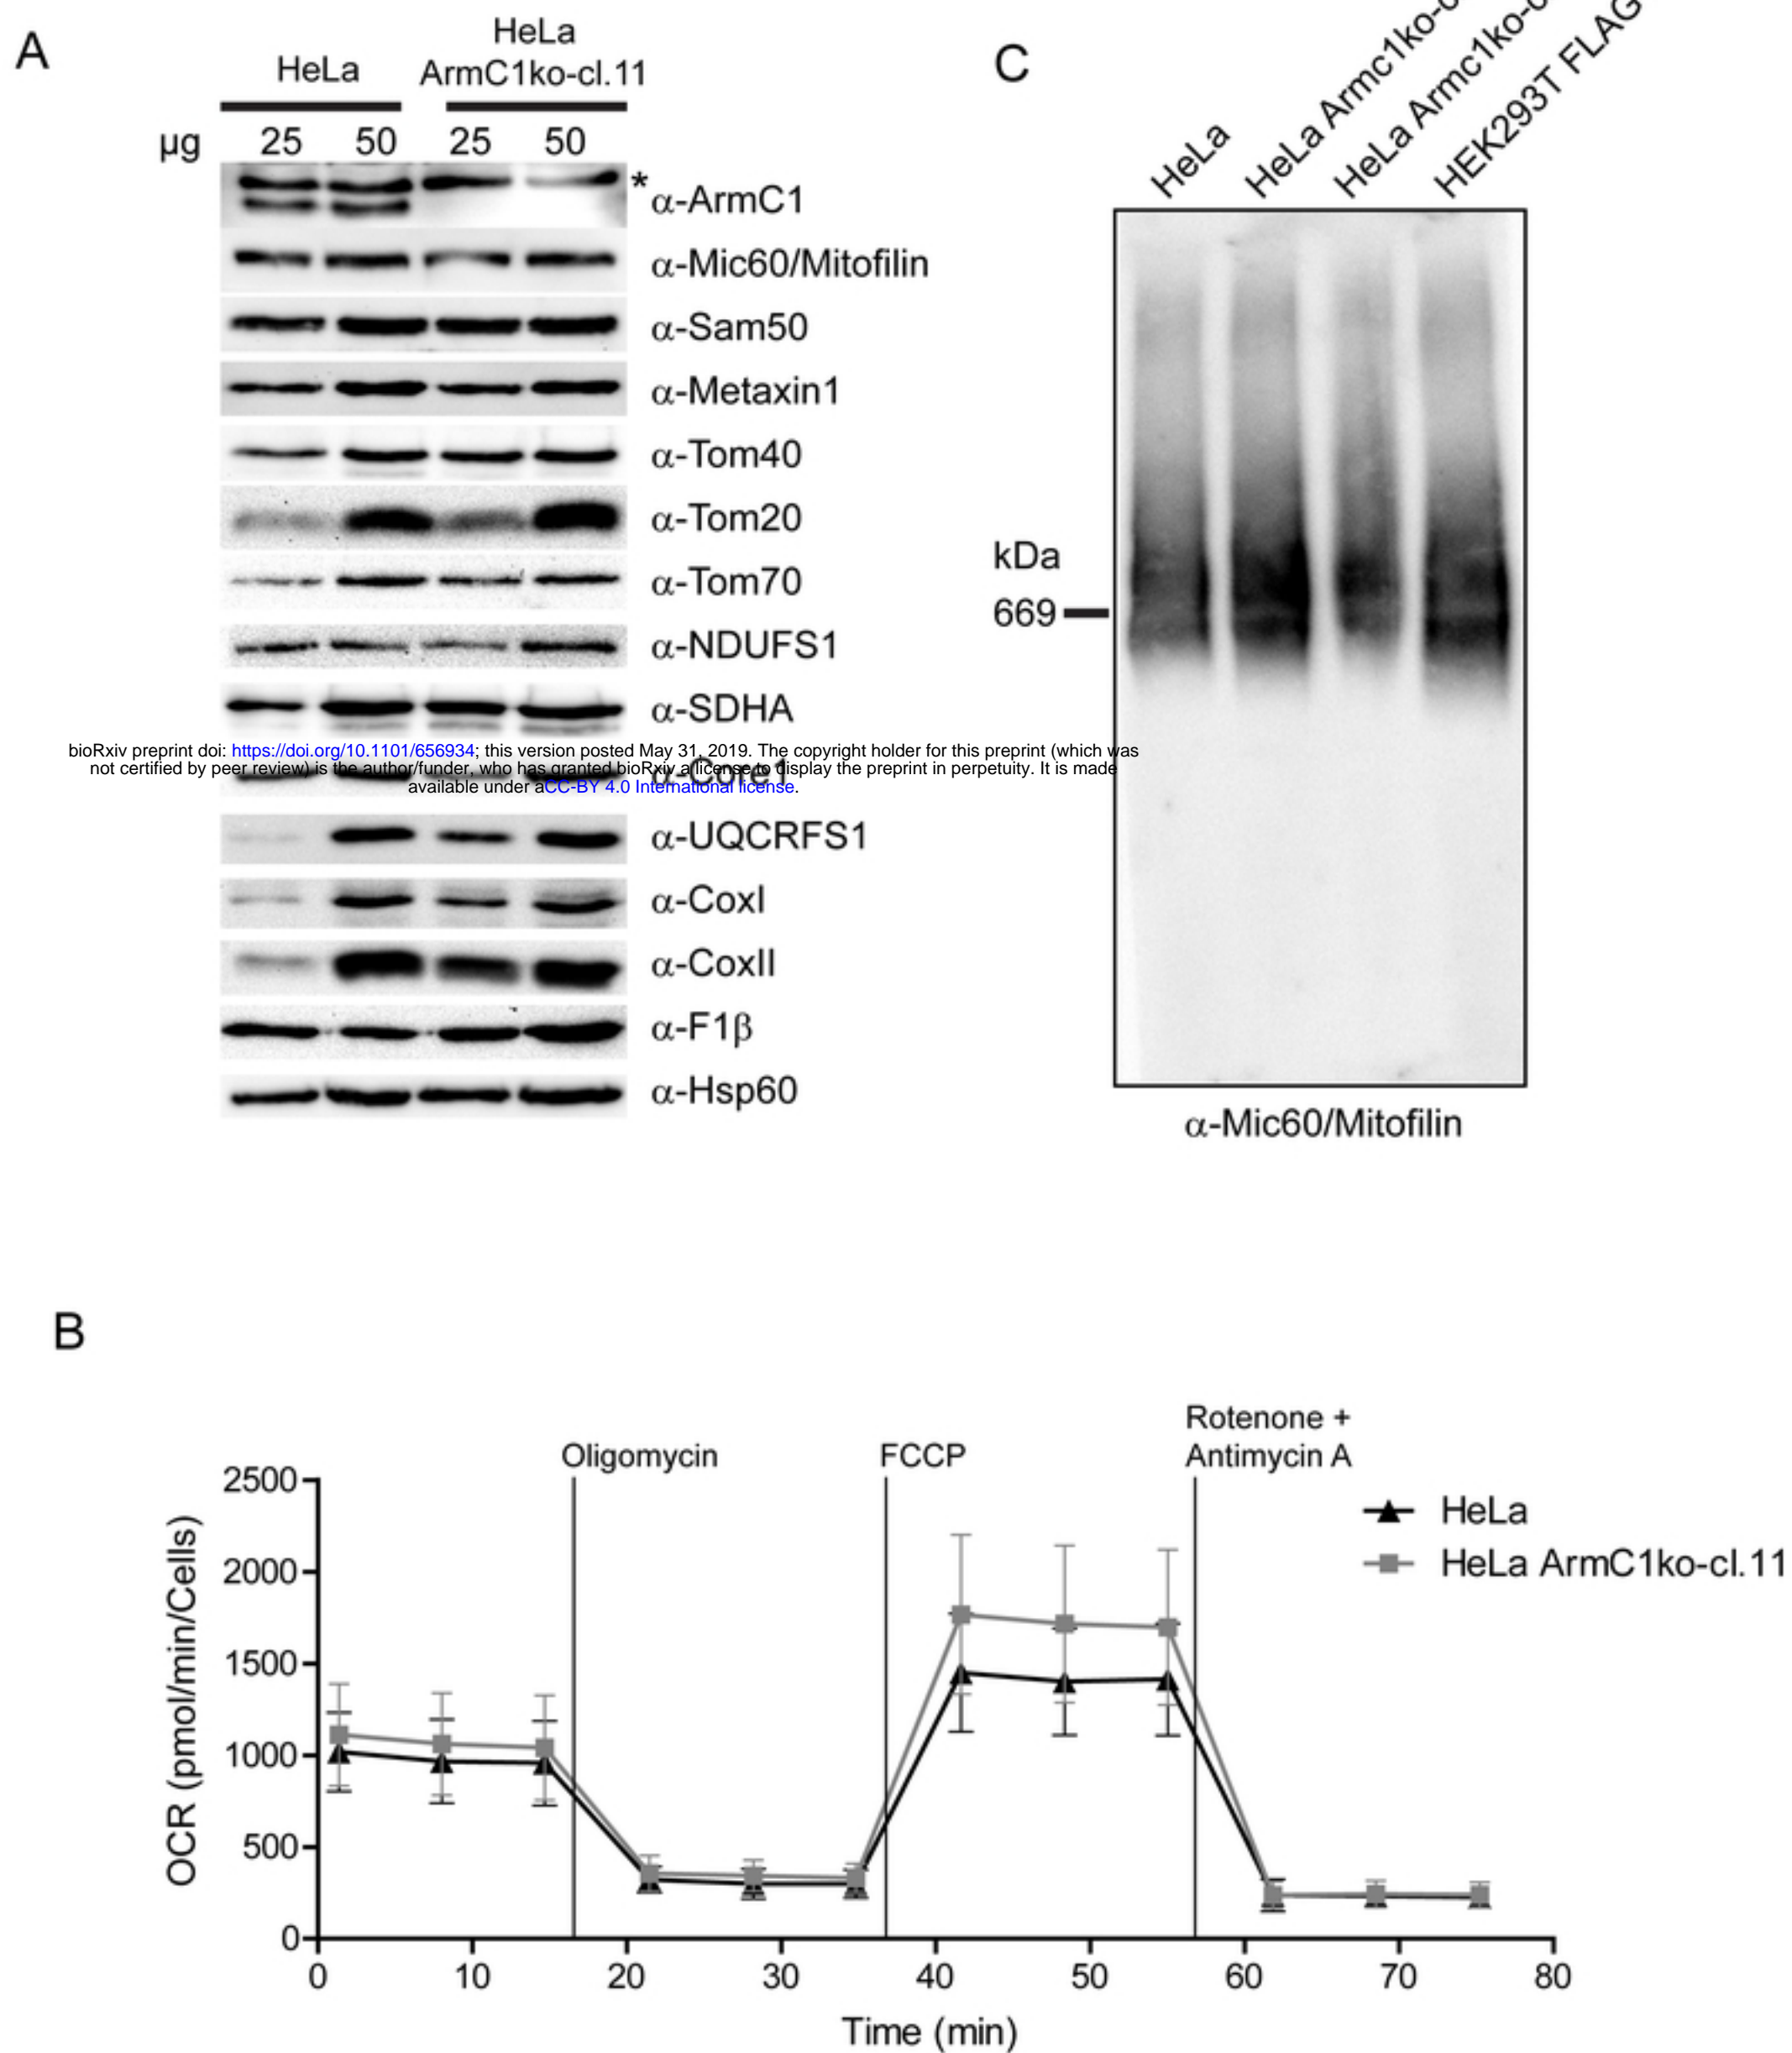 A
HeLa
HeLa
ArmC1ko-cl.11
µg 25 50 25 50
*
α-ArmC1
α-Mic60/Mitofilin
α-Sam50
α-Metaxin1
α-Tom40
α-Tom20
α-Tom70
α-NDUFS1
α-SDHA
bioRxiv preprint doi: https://doi.org/10.1101/656934; this version posted May 31, 2019. The copyright holder for this preprint (which was
not certified by peer review) is the author/funder, who has granted bioRxiv a license to display the preprint in perpetuity. It is made
available under aCC-BY 4.0 International license.
α-Core1
α-UQCRFS1
α-CoxI
α-CoxII
α-F1β
α-Hsp60
C
HeLa
HeLa Armc1ko-
HeLa Armc1ko-
HEK293T FLAG
kDa
669
α-Mic60/Mitofilin
B
Oligomycin
FCCP
Rotenone +
Antimycin A
HeLa
HeLa ArmC1ko-cl.11
OCR (pmol/min/Cells)
2500
2000
1500
1000
500
0
0 10 20 30 40 50 60 70 80
Time (min)